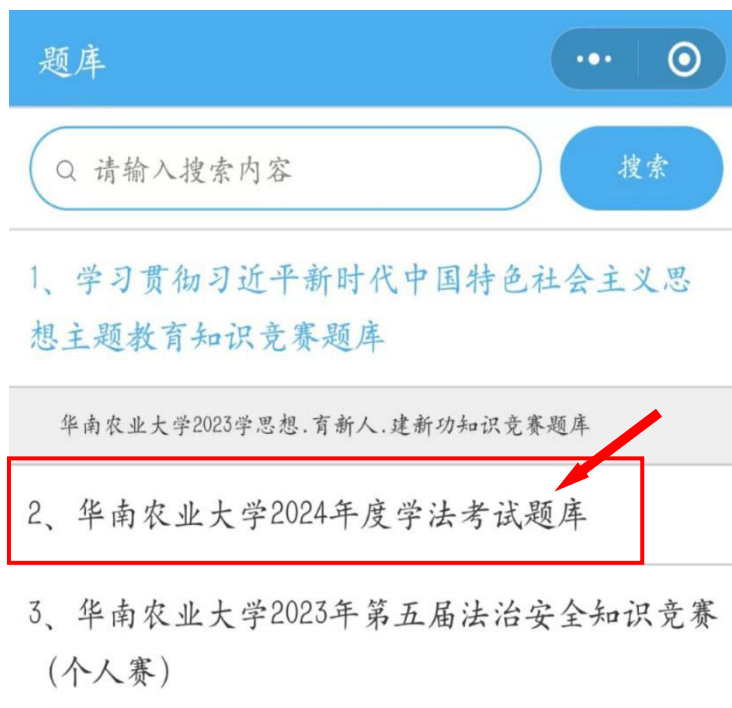 题库
请输入搜索内容
搜索
1、学习贯彻习近平新时代中国特色社会主义思
想主题教育知识竞赛题库
华南农业大学2023学思想.育新人.建新功知识竞赛题库
2、华南农业大学2024年度学法考试题库
3、华南农业大学2023年第五届法治安全知识竞赛
(个人赛)